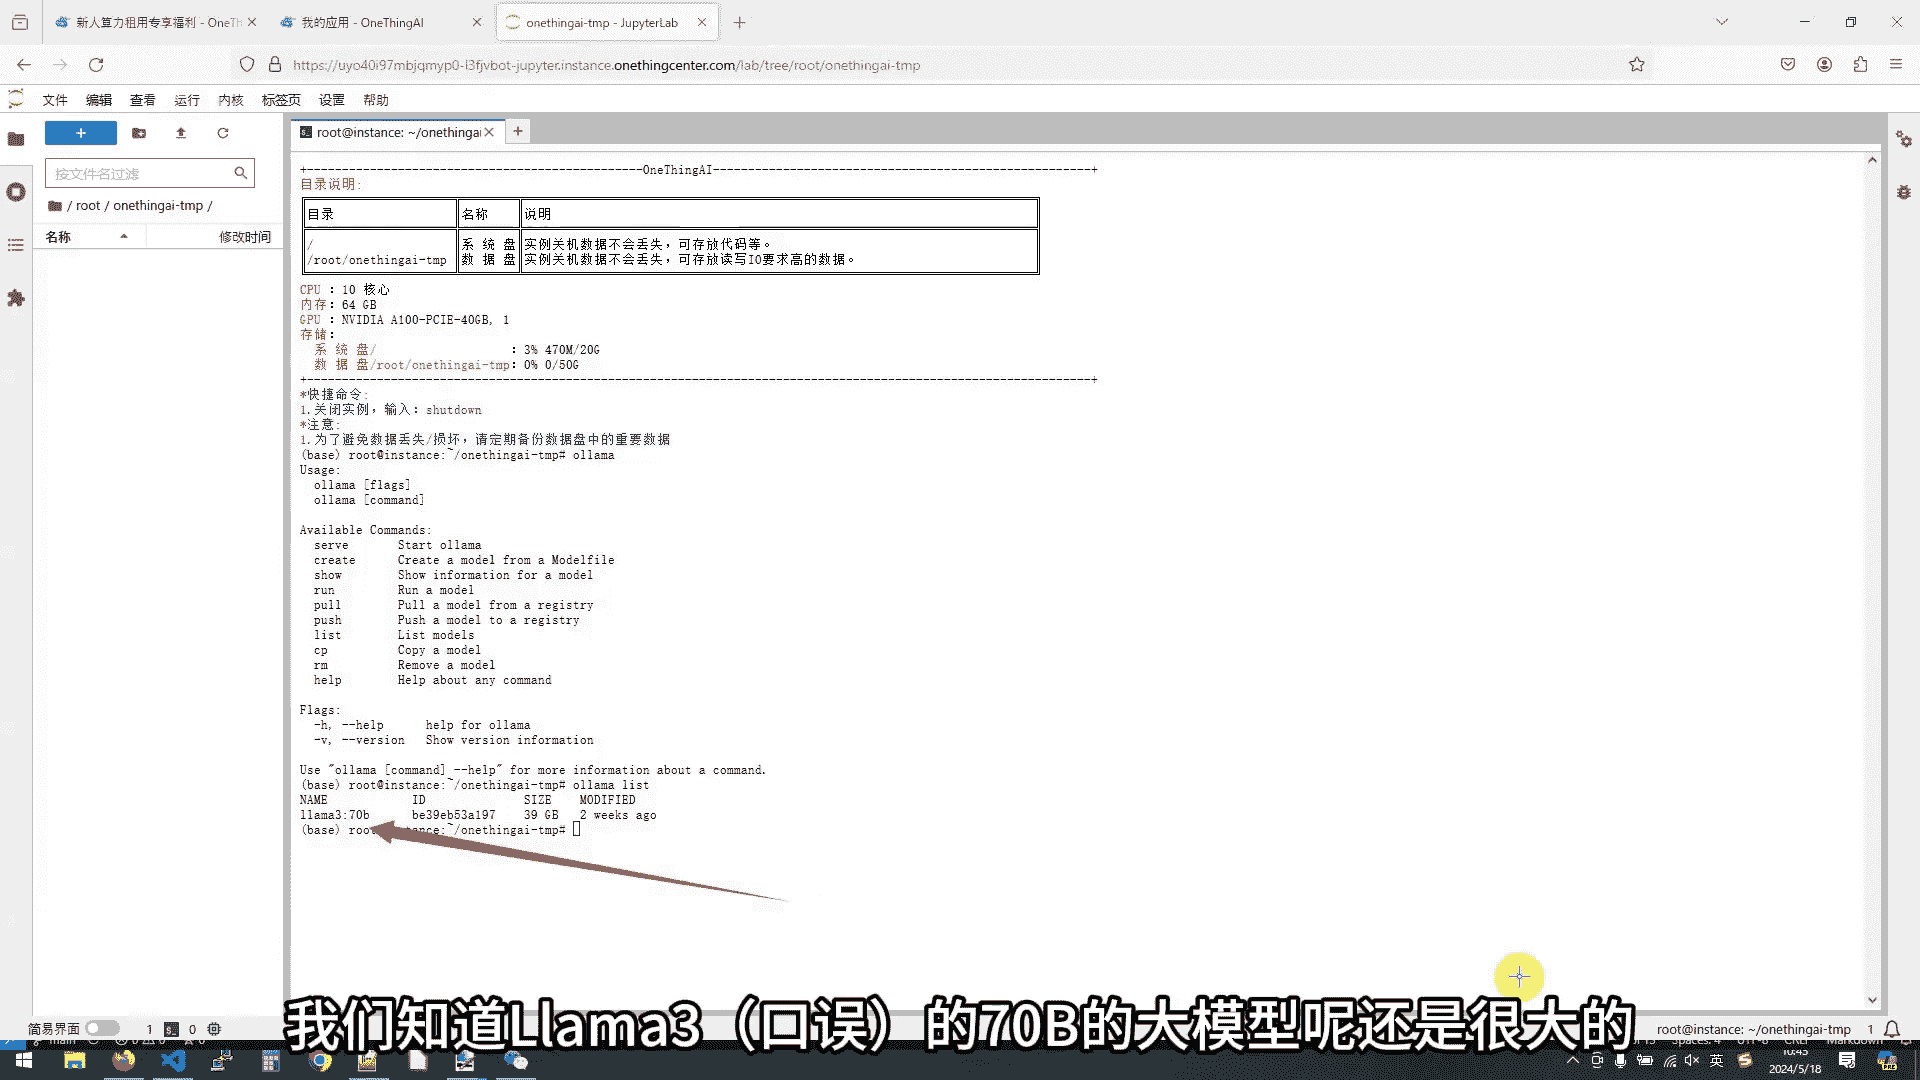 新人算力租用专享福利 - OneTh
我的应用 - OneThingAI
onethingai-tmp - JupyterLab
https://uyo40i97mbjqmyp0-i3fjvbot-jupyter.instance.onethingcenter.com/lab/tree/root/onethingai-tmp
文件 编辑 查看 运行 内核 标签页 设置 帮助
root@instance: ~/onethingai
按文件名过滤
/ root / onethingai-tmp /
名称 修改时间
+---OneThingAI---+
目录说明:
目录 名称 说明
/ 系 统 盘 实例关机数据不会丢失，可存放代码等。
/root/onethingai-tmp 数 据 盘 实例关机数据不会丢失，可存放读写IO要求高的数据。
CPU : 10 核心
内存: 64 GB
GPU : NVIDIA A100-PCIE-40GB, 1
存储:
系 统 盘/ : 3% 470M/20G
数 据 盘/root/onethingai-tmp: 0% 0/50G
*快捷命令:
1.关闭实例，输入: shutdown
*注意:
1.为了避免数据丢失/损坏，请定期备份数据盘中的重要数据
(base) root@instance:~/onethingai-tmp# ollama
Usage:
ollama [flags]
ollama [command]
Available Commands:
serve Start ollama
create Create a model from a Modelfile
show Show information for a model
run Run a model
pull Pull a model from a registry
push Push a model to a registry
list List models
cp Copy a model
rm Remove a model
help Help about any command
Flags:
-h, --help help for ollama
-v, --version Show version information
Use "ollama [command] --help" for more information about a command.
(base) root@instance:~/onethingai-tmp# ollama list
NAME ID SIZE MODIFIED
llama3:70b be39eb53a197 39 GB 2 weeks ago
(base) root ance:~/onethingai-tmp#
我们知道Llama3（口误）的70B的大模型呢还是很大的
简易界面 1 0
root@instance: ~/onethingai-tmp 1
英
10:45
2024/5/18